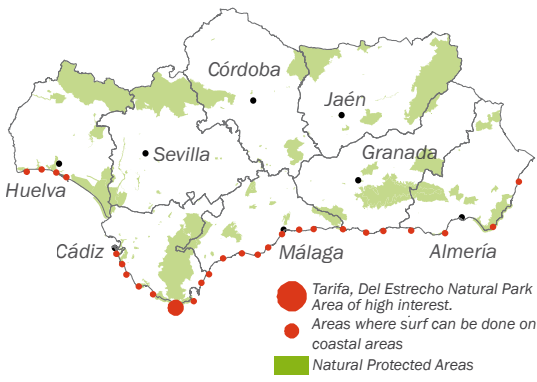 Córdoba
Jaén
Sevilla
Granada
Huelva
Cádiz
Málaga
Almería
Tarifa, Del Estrecho Natural Park
Area of high interest.
Areas where surf can be done on
coastal areas
Natural Protected Areas